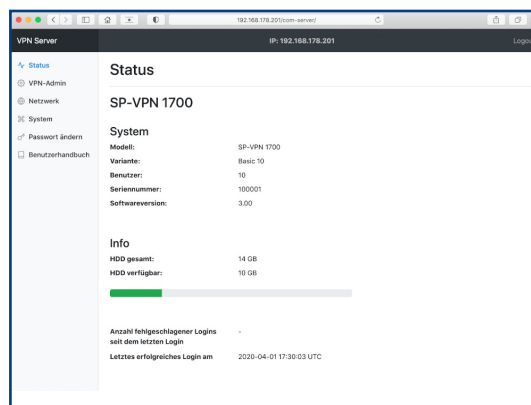 192.168.178.201/com-server/
VPN Server
IP: 192.168.178.201
Logou
Status
VPN-Admin
Netzwerk
System
Passwort ändern
Benutzerhandbuch
Status
SP-VPN 1700
System
Modell: SP-VPN 1700
Variante: Basic 10
Benutzer: 10
Seriennummer: 100001
Softwareversion: 3.00
Info
HDD gesamt: 14 GB
HDD verfügbar: 10 GB
Anzahl fehlgeschlagener Logins -
seit dem letzten Login
Letztes erfolgreiches Login am 2020-04-01 17:30:03 UTC